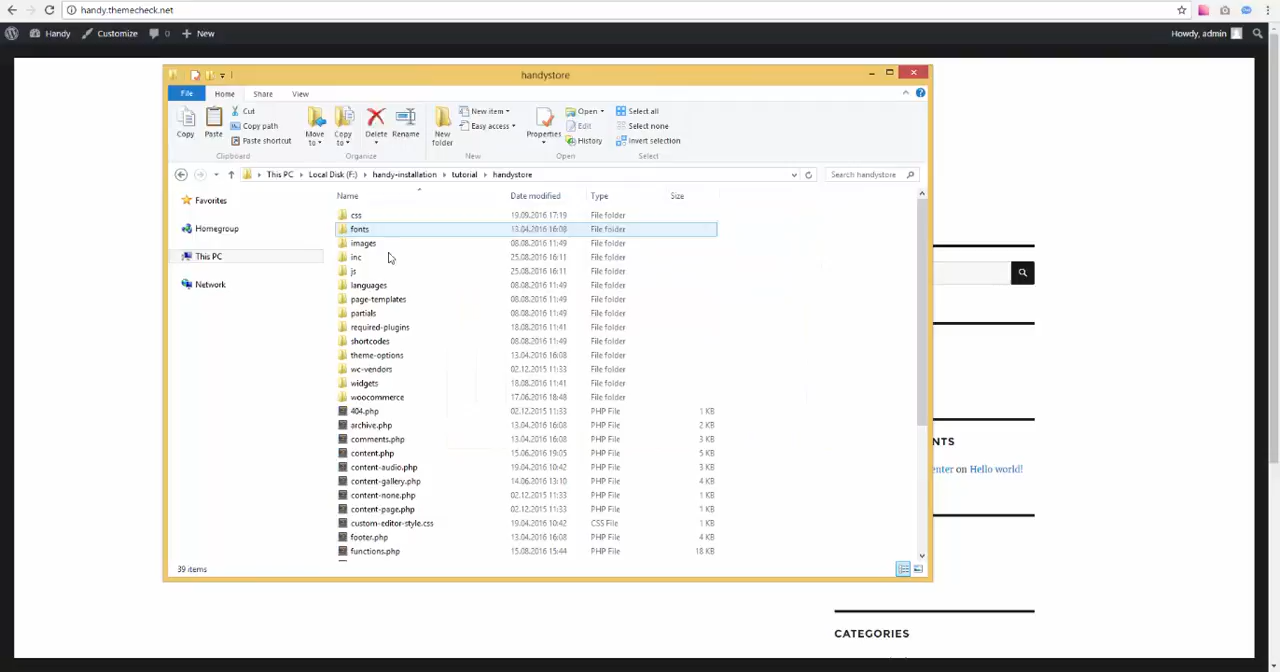 handy.themecheck.net
Handy Customize 0 New Howdy, admin
handystore
File Home Share View
Copy Paste Cut Copy path Paste shortcut
Move to Copy to Delete Rename
New folder New item Easy access
Properties Open Edit History
Select all Select none Invert selection
Clipboard Organize New Open Select
This PC Local Disk (F:) handy-installation tutorial handystore Search handystore
Favorites
Homegroup
This PC
Network
Name Date modified Type Size
css 19.09.2016 17:19 File folder
fonts 13.04.2016 16:08 File folder
images 08.08.2016 11:49 File folder
inc 25.08.2016 16:11 File folder
js 25.08.2016 16:11 File folder
languages 08.08.2016 11:49 File folder
page-templates 08.08.2016 11:49 File folder
partials 08.08.2016 11:49 File folder
required-plugins 18.08.2016 11:41 File folder
shortcodes 08.08.2016 11:49 File folder
theme-options 13.04.2016 16:08 File folder
wc-vendors 02.12.2015 11:33 File folder
widgets 18.08.2016 11:41 File folder
woocommerce 17.06.2016 18:48 File folder
404.php 02.12.2015 11:33 PHP File 1 KB
archive.php 13.04.2016 16:08 PHP File 2 KB
comments.php 13.04.2016 16:08 PHP File 3 KB
content.php 15.06.2016 19:05 PHP File 5 KB
content-audio.php 19.04.2016 10:42 PHP File 3 KB
content-gallery.php 14.06.2016 13:10 PHP File 4 KB
content-none.php 02.12.2015 11:33 PHP File 1 KB
content-page.php 02.12.2015 11:33 PHP File 1 KB
custom-editor-style.css 19.04.2016 10:42 CSS File 1 KB
footer.php 13.04.2016 16:08 PHP File 4 KB
functions.php 15.08.2016 15:44 PHP File 18 KB
39 items
NTS
enter on Hello world!
CATEGORIES